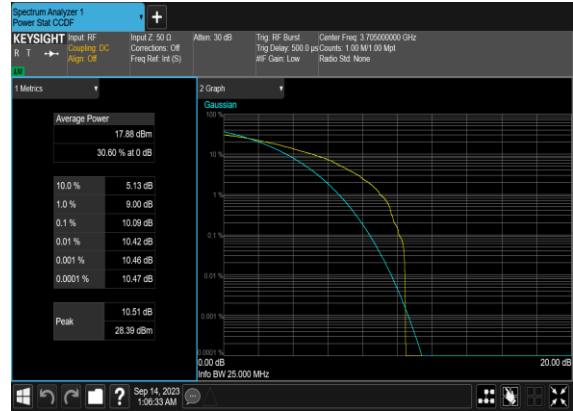 Spectrum Analyzer 1
Power Stat CCDF
KEYSIGHT
R T
LXI
Input: RF
Coupling: DC
Align: Off
Input Z: 50 Ω
Corrections: Off
Freq Ref: Int (S)
Atten: 30 dB
Trig: RF Burst
Trig Delay: 500.0 µs
#IF Gain: Low
Center Freq: 3.705000000 GHz
Counts: 1.00 M/1.00 Mpt
Radio Std: None
1 Metrics
Average Power
17.88 dBm
30.60 % at 0 dB
10.0 % 5.13 dB
1.0 % 9.00 dB
0.1 % 10.09 dB
0.01 % 10.42 dB
0.001 % 10.46 dB
0.0001 % 10.47 dB
Peak
10.51 dB
28.39 dBm
2 Graph
Gaussian
100 %
10 %
1 %
0.1 %
0.01 %
0.001 %
0.0001 %
0.00 dB
20.00 dB
Info BW 25.000 MHz
?
Sep 14, 2023
1:06:33 AM